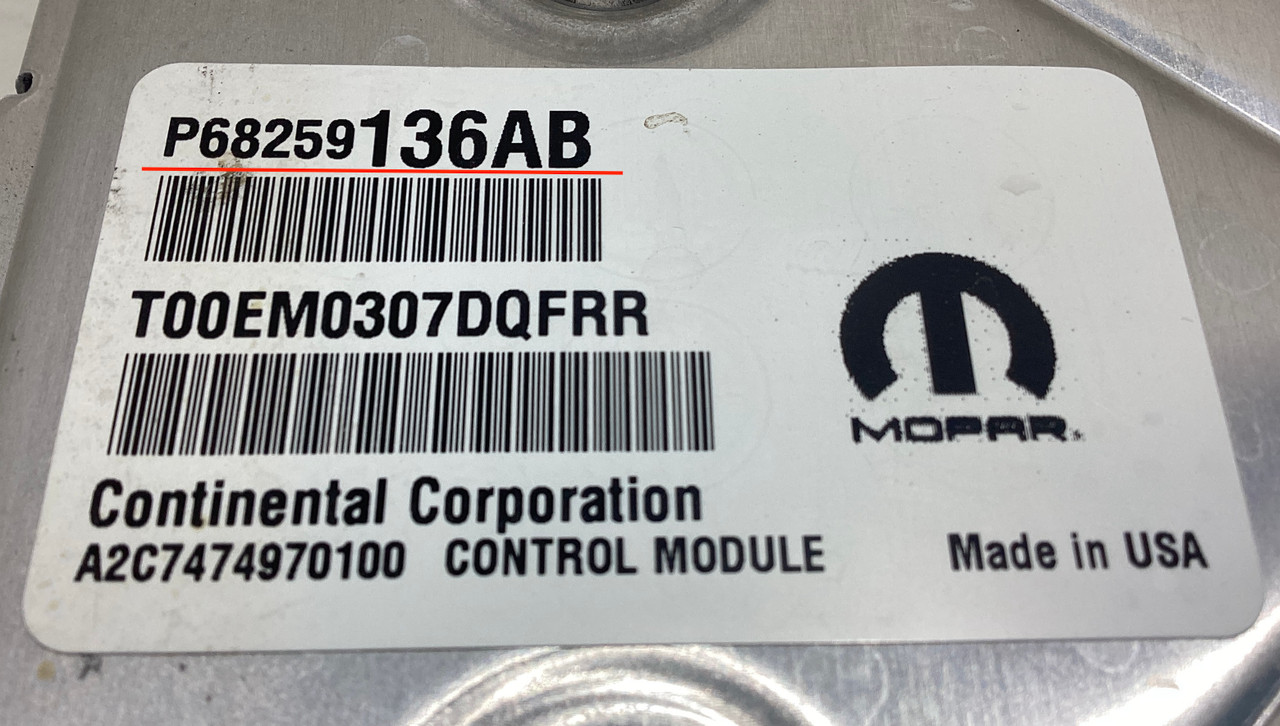 P68259136AB
T00EM0307DQFRR
MOPAR
Continental Corporation
A2C7474970100 CONTROL MODULE Made in USA